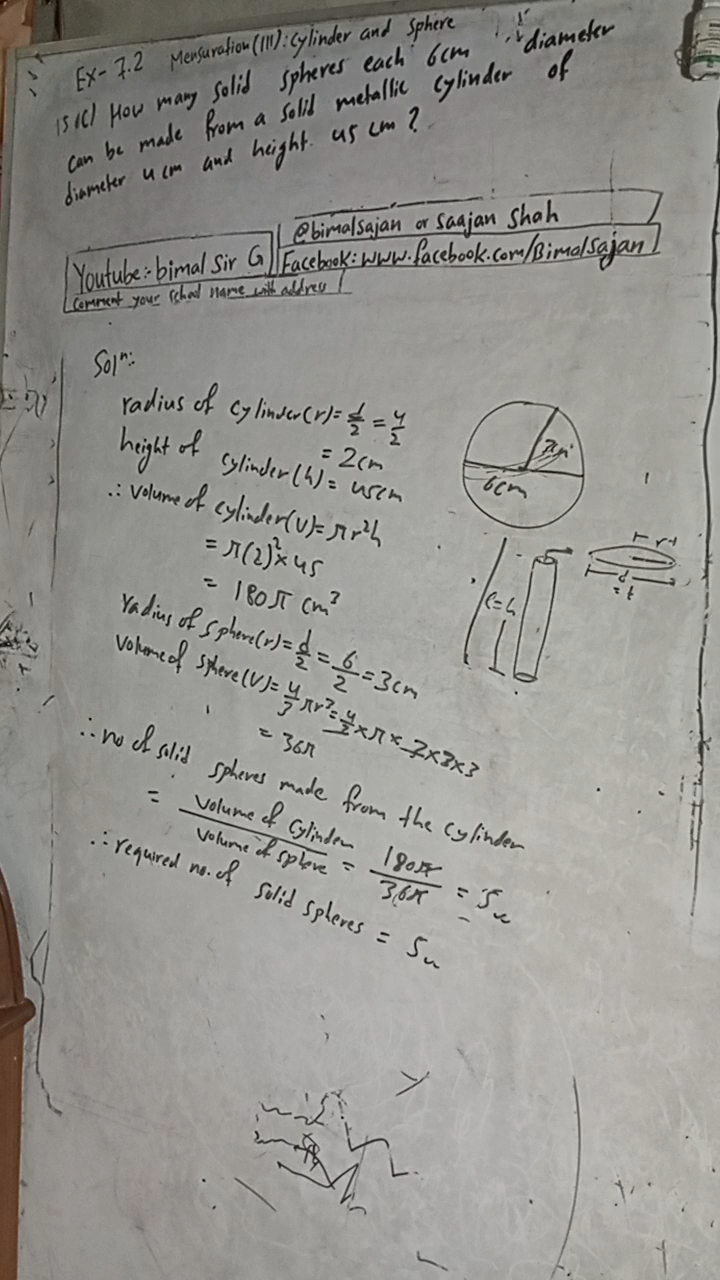 Ex- 7.2 Mensuration (III): Cylinder and Sphere
15 (c) How many solid spheres each 6cm diameter
can be made from a solid metallic cylinder of
diameter 4 cm and height. 45 cm ?
@bimalsajan or Saajan Shah
Youtube:- bimal Sir G
Facebook: www.facebook.com/Bimalsajan
Comment your school name with address
Solⁿ:
radius of cylinder(r)= d/2 = 4/2
= 2cm
height of cylinder(h)= 45cm
∴ volume of cylinder(V)= πr²h
= π(2)²× 45
= 180π cm³
radius of sphere(r)= d/2 = 6/2 = 3cm
volume of sphere(V)= 4/3 πr³= 4/3 ×π× 3×3×3
= 36π
∴ no of solid spheres made from the cylinder
= volume of cylinder / volume of sphere = 180π / 36π = 5
∴ required no. of solid spheres = 5
3cm
6cm
r
d
l=h